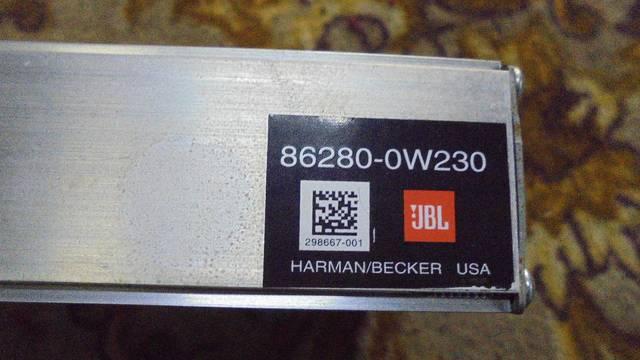 86280-0W230
JBL
298667-001
HARMAN/BECKER USA